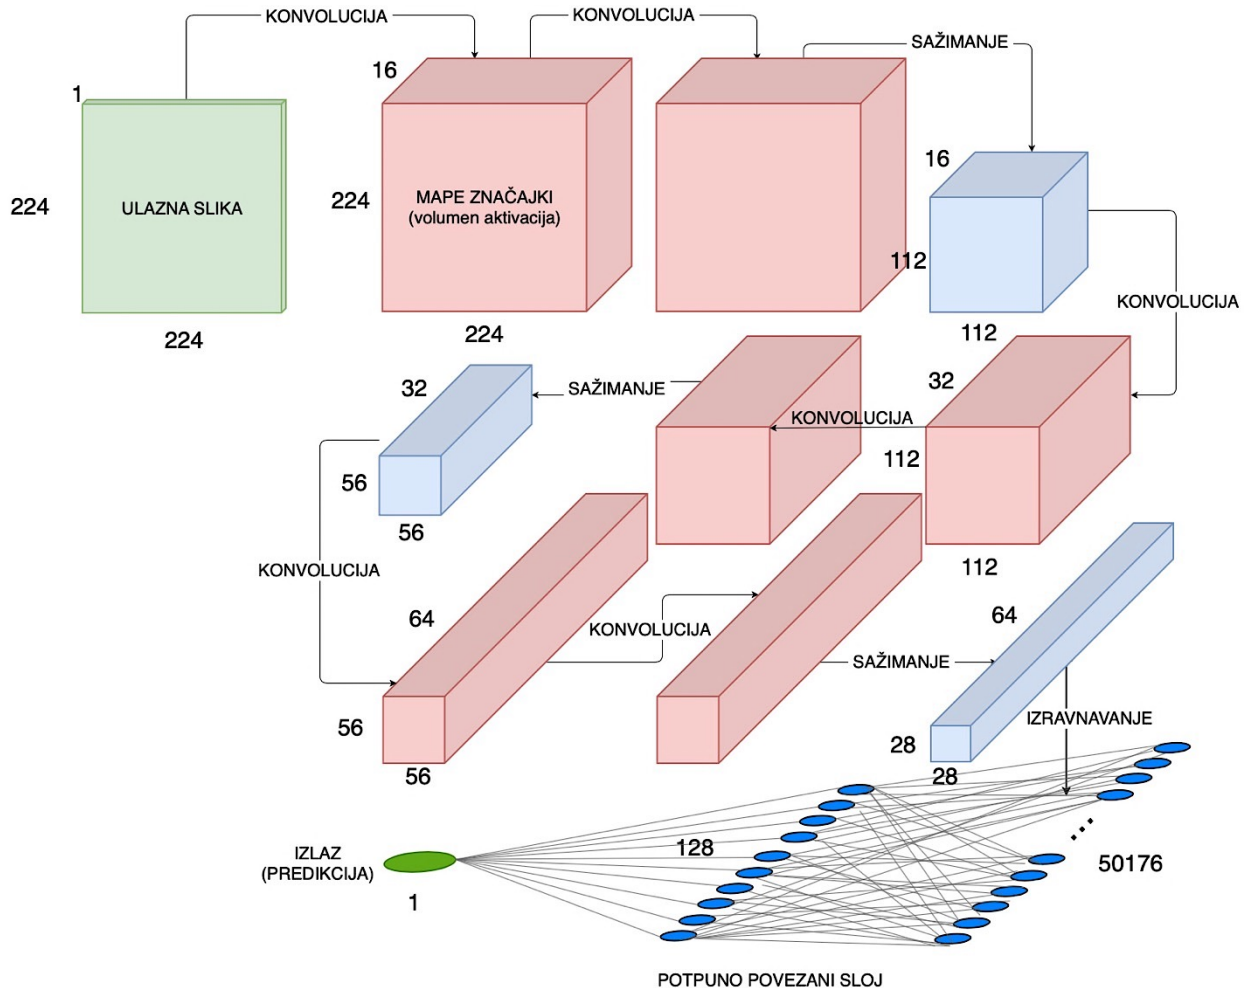 KONVOLUCIJA
KONVOLUCIJA
SAŽIMANJE
1
16
16
224
ULAZNA SLIKA
224
MAPE ZNAČAJKI
(volumen aktivacija)
112
KONVOLUCIJA
224
224
112
32
SAŽIMANJE
32
KONVOLUCIJA
56
112
56
KONVOLUCIJA
112
64
KONVOLUCIJA
64
SAŽIMANJE
56
IZRAVNAVANJE
28
56
28
IZLAZ
(PREDIKCIJA)
128
50176
1
POTPUNO POVEZANI SLOJ